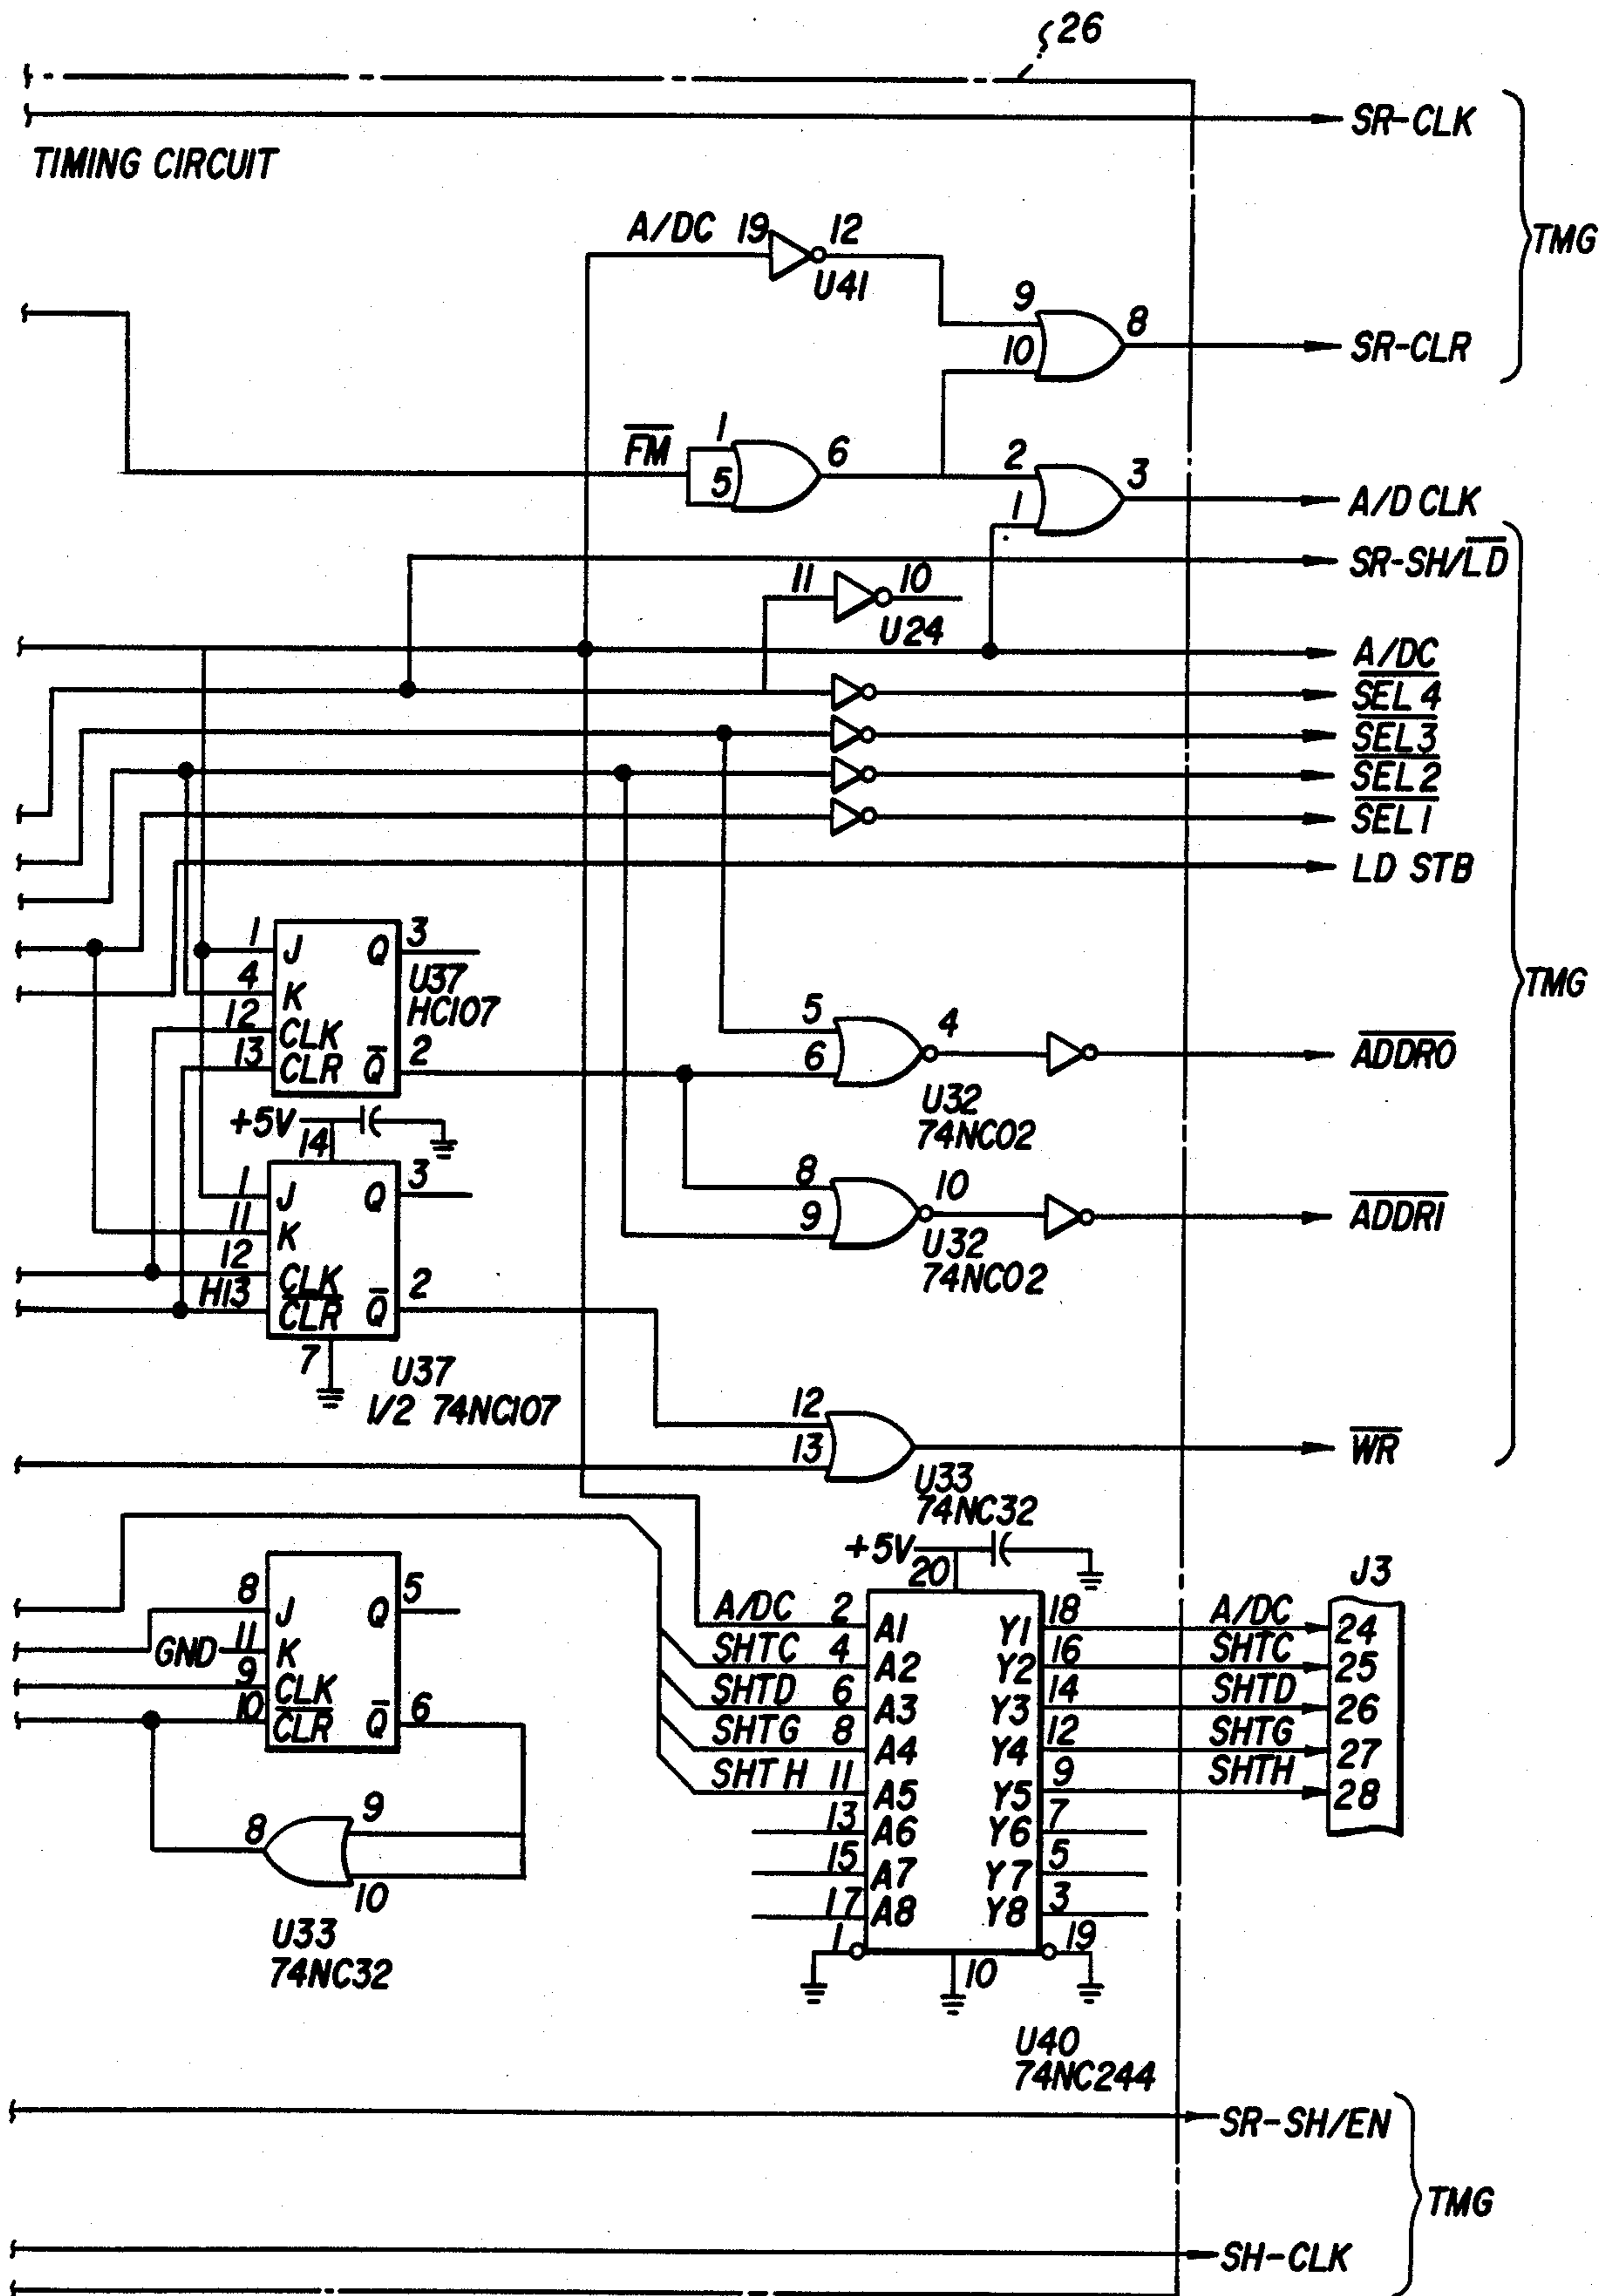 26
SR-CLK
TIMING CIRCUIT
TMG
A/DC 19 12
U41
9
10
8
SR-CLR
FM
1
5
6
2
1
3
A/D CLK
SR-SH/LD
11 10
U24
A/DC
SEL 4
SEL3
SEL2
SEL1
LD STB
TMG
1 J Q 3
4 K
U37
HC107
12 CLK
13 CLR Q 2
5
6
4
ADDR0
U32
74NC02
+5V
14
1 J Q 3
11 K
12 CLK
H13 CLR Q 2
7
U37
1/2 74NC107
8
9
10
ADDR1
U32
74NC02
12
13
WR
U33
74NC32
8 J Q 5
GND 11 K
9 CLK
10 CLR Q 6
9
8
10
U33
74NC32
+5V
20
J3
A/DC 2 A1 Y1 18 A/DC 24
SHTC 4 A2 Y2 16 SHTC 25
SHTD 6 A3 Y3 14 SHTD 26
SHTG 8 A4 Y4 12 SHTG 27
SHTH 11 A5 Y5 9 SHTH 28
13 A6 Y6 7
15 A7 Y7 5
17 A8 Y8 3
1 19
10
U40
74NC244
SR-SH/EN
TMG
SH-CLK